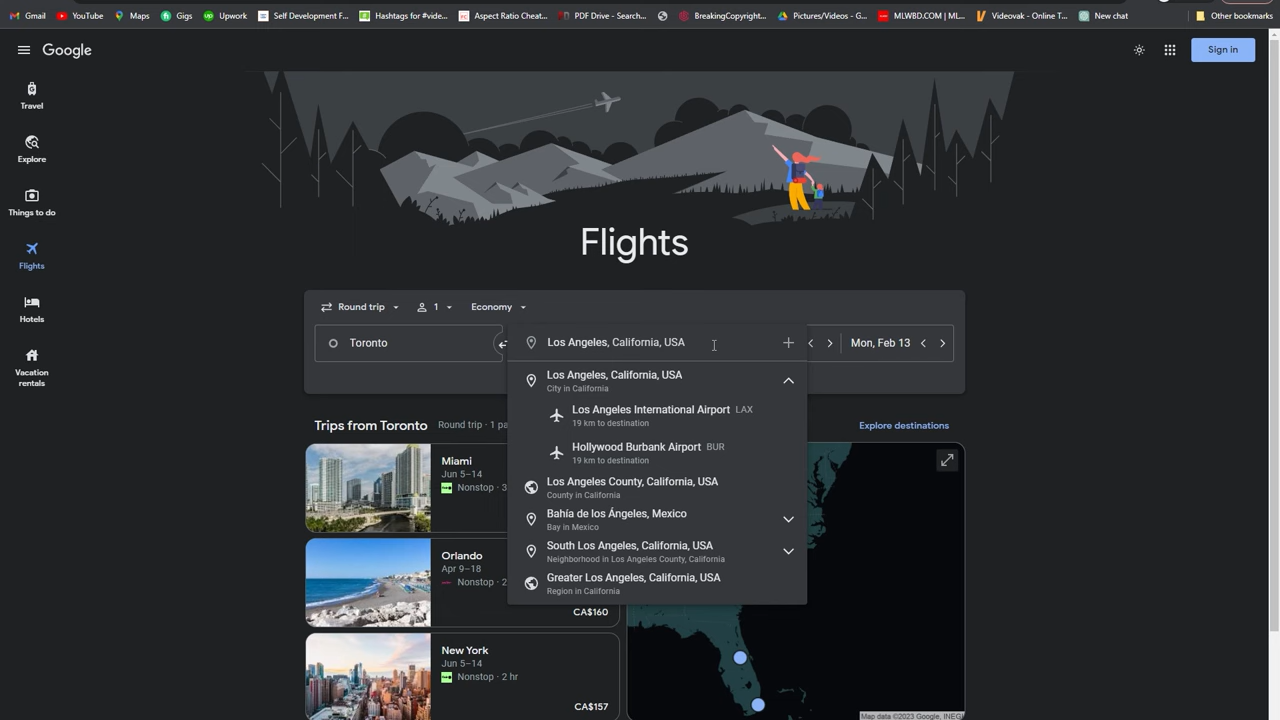 Gmail
YouTube
Maps
Gigs
Upwork
Self Development F...
Hashtags for #vide...
Aspect Ratio Cheat...
PDF Drive - Search...
BreakingCopyright...
Pictures/Videos - G...
MLWBD.COM | ML...
Videovak - Online T...
New chat
Other bookmarks
Google
Sign in
Travel
Explore
Things to do
Flights
Hotels
Vacation
rentals
Flights
Round trip
1
Economy
Toronto
Los Angeles, California, USA
Mon, Feb 13
Los Angeles, California, USA
City in California
Los Angeles International Airport LAX
19 km to destination
Hollywood Burbank Airport BUR
19 km to destination
Los Angeles County, California, USA
County in California
Bahía de los Ángeles, Mexico
Bay in Mexico
South Los Angeles, California, USA
Neighborhood in Los Angeles County, California
Greater Los Angeles, California, USA
Region in California
Trips from Toronto
Round trip · 1 pa
Explore destinations
Miami
Jun 5–14
Nonstop · 3
Orlando
Apr 9–18
Nonstop · 2
CA$160
New York
Jun 5–14
Nonstop · 2 hr
CA$157
Map data ©2023 Google, INEGI